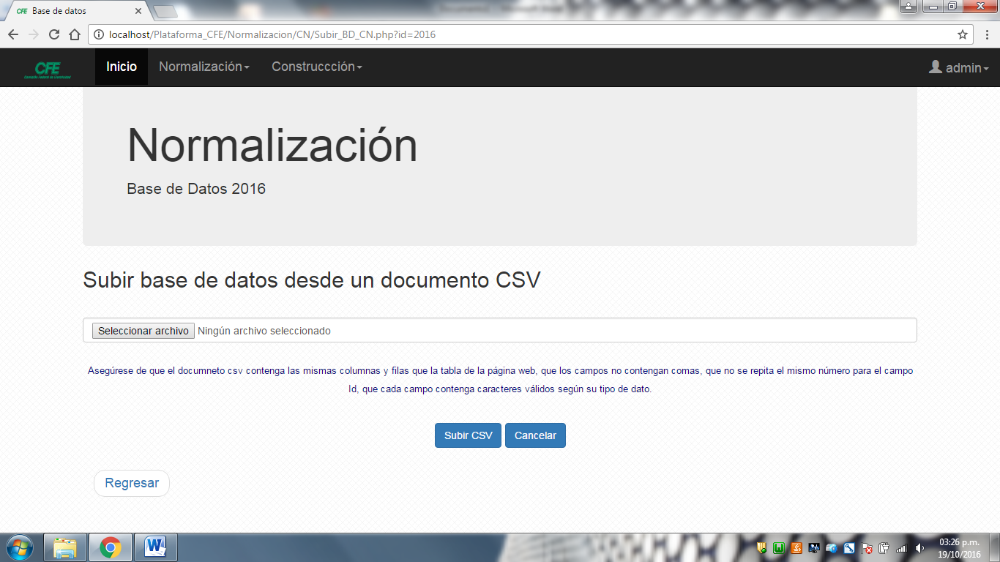 CFE Base de datos
localhost/Plataforma_CFE/Normalizacion/CN/Subir_BD_CN.php?id=2016
CFE
Inicio Normalización Construccción admin
Normalización
Base de Datos 2016
Subir base de datos desde un documento CSV
Seleccionar archivo Ningún archivo seleccionado
Asegúrese de que el documneto csv contenga las mismas columnas y filas que la tabla de la página web, que los campos no contengan comas, que no se repita el mismo número para el campo
Id, que cada campo contenga caracteres válidos según su tipo de dato.
Subir CSV Cancelar
Regresar
03:26 p.m.
19/10/2016